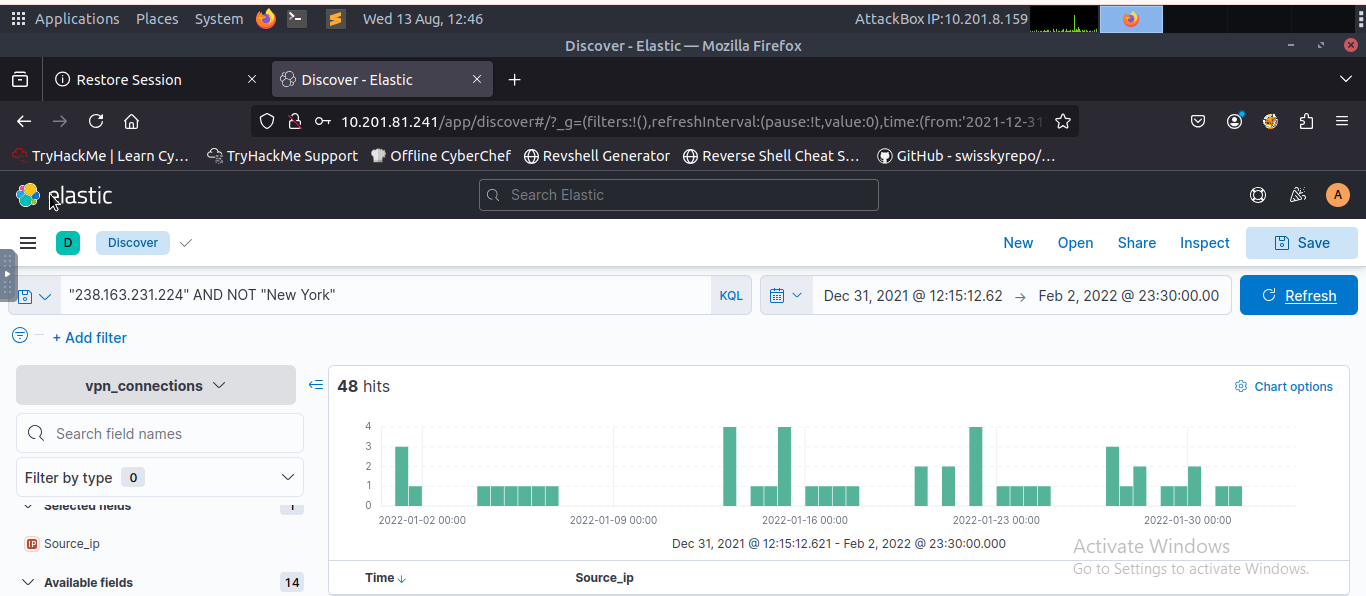 Applications Places System Wed 13 Aug, 12:46 AttackBox IP:10.201.8.159
Discover - Elastic — Mozilla Firefox
Restore Session Discover - Elastic
10.201.81.241/app/discover#/?_g=(filters:!(),refreshInterval:(pause:!t,value:0),time:(from:'2021-12-31
TryHackMe | Learn Cy... TryHackMe Support Offline CyberChef Revshell Generator Reverse Shell Cheat S... GitHub - swisskyrepo/...
elastic Search Elastic A
D Discover New Open Share Inspect Save
"238.163.231.224" AND NOT "New York" KQL Dec 31, 2021 @ 12:15:12.62 → Feb 2, 2022 @ 23:30:00.00 Refresh
+ Add filter
vpn_connections 48 hits Chart options
Search field names
Filter by type 0
Selected fields 1
Source_ip
Available fields 14
4
3
2
1
0
2022-01-02 00:00 2022-01-09 00:00 2022-01-16 00:00 2022-01-23 00:00 2022-01-30 00:00
Dec 31, 2021 @ 12:15:12.621 - Feb 2, 2022 @ 23:30:00.000
Time Source_ip
Activate Windows
Go to Settings to activate Windows.